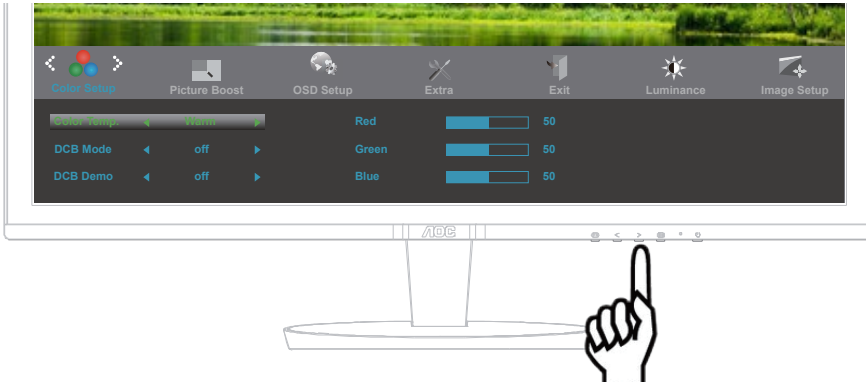 Color Setup Picture Boost OSD Setup Extra Exit Luminance Image Setup
Color Temp. Warm Red 50
DCB Mode off Green 50
DCB Demo off Blue 50
AOC